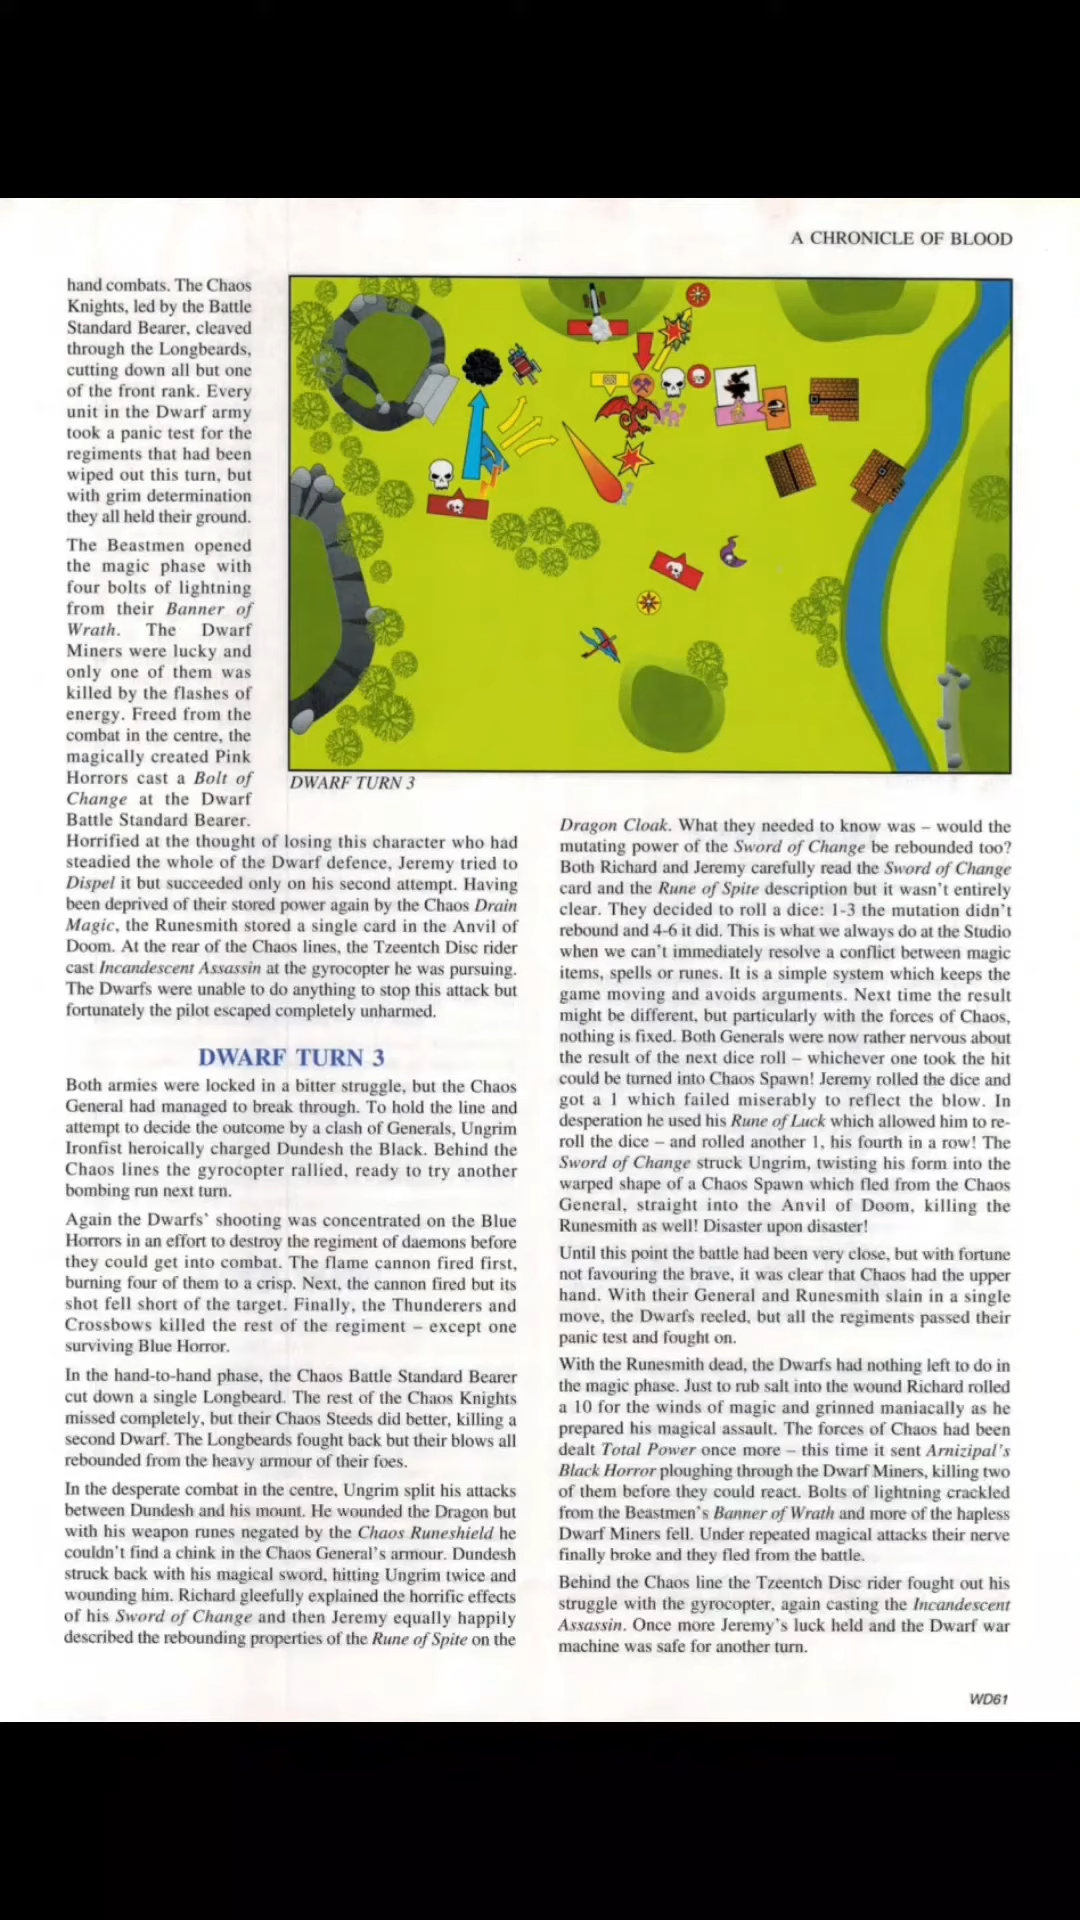 A CHRONICLE OF BLOOD
hand combats. The Chaos
Knights, led by the Battle
Standard Bearer, cleaved
through the Longbeards,
cutting down all but one
of the front rank. Every
unit in the Dwarf army
took a panic test for the
regiments that had been
wiped out this turn, but
with grim determination
they all held their ground.
The Beastmen opened
the magic phase with
four bolts of lightning
from their Banner of
Wrath. The Dwarf
Miners were lucky and
only one of them was
killed by the flashes of
energy. Freed from the
combat in the centre, the
magically created Pink
Horrors cast a Bolt of
Change at the Dwarf
Battle Standard Bearer.
Horrified at the thought of losing this character who had
steadied the whole of the Dwarf defence, Jeremy tried to
Dispel it but succeeded only on his second attempt. Having
been deprived of their stored power again by the Chaos Drain
Magic, the Runesmith stored a single card in the Anvil of
Doom. At the rear of the Chaos lines, the Tzeentch Disc rider
cast Incandescent Assassin at the gyrocopter he was pursuing.
The Dwarfs were unable to do anything to stop this attack but
fortunately the pilot escaped completely unharmed.
DWARF TURN 3
DWARF TURN 3
Both armies were locked in a bitter struggle, but the Chaos
General had managed to break through. To hold the line and
attempt to decide the outcome by a clash of Generals, Ungrim
Ironfist heroically charged Dundesh the Black. Behind the
Chaos lines the gyrocopter rallied, ready to try another
bombing run next turn.
Again the Dwarfs' shooting was concentrated on the Blue
Horrors in an effort to destroy the regiment of daemons before
they could get into combat. The flame cannon fired first,
burning four of them to a crisp. Next, the cannon fired but its
shot fell short of the target. Finally, the Thunderers and
Crossbows killed the rest of the regiment – except one
surviving Blue Horror.
In the hand-to-hand phase, the Chaos Battle Standard Bearer
cut down a single Longbeard. The rest of the Chaos Knights
missed completely, but their Chaos Steeds did better, killing a
second Dwarf. The Longbeards fought back but their blows all
rebounded from the heavy armour of their foes.
In the desperate combat in the centre, Ungrim split his attacks
between Dundesh and his mount. He wounded the Dragon but
with his weapon runes negated by the Chaos Runeshield he
couldn't find a chink in the Chaos General's armour. Dundesh
struck back with his magical sword, hitting Ungrim twice and
wounding him. Richard gleefully explained the horrific effects
of his Sword of Change and then Jeremy equally happily
described the rebounding properties of the Rune of Spite on the
Dragon Cloak. What they needed to know was – would the
mutating power of the Sword of Change be rebounded too?
Both Richard and Jeremy carefully read the Sword of Change
card and the Rune of Spite description but it wasn't entirely
clear. They decided to roll a dice: 1-3 the mutation didn't
rebound and 4-6 it did. This is what we always do at the Studio
when we can't immediately resolve a conflict between magic
items, spells or runes. It is a simple system which keeps the
game moving and avoids arguments. Next time the result
might be different, but particularly with the forces of Chaos,
nothing is fixed. Both Generals were now rather nervous about
the result of the next dice roll – whichever one took the hit
could be turned into Chaos Spawn! Jeremy rolled the dice and
got a 1 which failed miserably to reflect the blow. In
desperation he used his Rune of Luck which allowed him to re-
roll the dice – and rolled another 1, his fourth in a row! The
Sword of Change struck Ungrim, twisting his form into the
warped shape of a Chaos Spawn which fled from the Chaos
General, straight into the Anvil of Doom, killing the
Runesmith as well! Disaster upon disaster!
Until this point the battle had been very close, but with fortune
not favouring the brave, it was clear that Chaos had the upper
hand. With their General and Runesmith slain in a single
move, the Dwarfs reeled, but all the regiments passed their
panic test and fought on.
With the Runesmith dead, the Dwarfs had nothing left to do in
the magic phase. Just to rub salt into the wound Richard rolled
a 10 for the winds of magic and grinned maniacally as he
prepared his magical assault. The forces of Chaos had been
dealt Total Power once more – this time it sent Arnizipal's
Black Horror ploughing through the Dwarf Miners, killing two
of them before they could react. Bolts of lightning crackled
from the Beastmen's Banner of Wrath and more of the hapless
Dwarf Miners fell. Under repeated magical attacks their nerve
finally broke and they fled from the battle.
Behind the Chaos line the Tzeentch Disc rider fought out his
struggle with the gyrocopter, again casting the Incandescent
Assassin. Once more Jeremy's luck held and the Dwarf war
machine was safe for another turn.
WD61